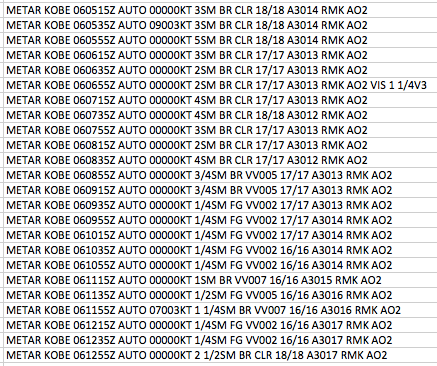 METAR KOBE 060515Z AUTO 00000KT 3SM BR CLR 18/18 A3014 RMK AO2
METAR KOBE 060535Z AUTO 09003KT 3SM BR CLR 18/18 A3014 RMK AO2
METAR KOBE 060555Z AUTO 00000KT 5SM BR CLR 18/18 A3014 RMK AO2
METAR KOBE 060615Z AUTO 00000KT 3SM BR CLR 17/17 A3013 RMK AO2
METAR KOBE 060635Z AUTO 00000KT 2SM BR CLR 17/17 A3013 RMK AO2
METAR KOBE 060655Z AUTO 00000KT 2SM BR CLR 17/17 A3013 RMK AO2 VIS 1 1/4V3
METAR KOBE 060715Z AUTO 00000KT 4SM BR CLR 17/17 A3013 RMK AO2
METAR KOBE 060735Z AUTO 00000KT 4SM BR CLR 18/18 A3012 RMK AO2
METAR KOBE 060755Z AUTO 00000KT 3SM BR CLR 17/17 A3013 RMK AO2
METAR KOBE 060815Z AUTO 00000KT 2SM BR CLR 17/17 A3013 RMK AO2
METAR KOBE 060835Z AUTO 00000KT 4SM BR CLR 17/17 A3012 RMK AO2
METAR KOBE 060855Z AUTO 00000KT 3/4SM BR VV005 17/17 A3013 RMK AO2
METAR KOBE 060915Z AUTO 00000KT 3/4SM BR VV005 17/17 A3013 RMK AO2
METAR KOBE 060935Z AUTO 00000KT 1/4SM FG VV002 17/17 A3013 RMK AO2
METAR KOBE 060955Z AUTO 00000KT 1/4SM FG VV002 17/17 A3014 RMK AO2
METAR KOBE 061015Z AUTO 00000KT 1/4SM FG VV002 17/17 A3014 RMK AO2
METAR KOBE 061035Z AUTO 00000KT 1/4SM FG VV002 16/16 A3014 RMK AO2
METAR KOBE 061055Z AUTO 00000KT 1/4SM FG VV002 16/16 A3014 RMK AO2
METAR KOBE 061115Z AUTO 00000KT 1SM BR VV007 16/16 A3015 RMK AO2
METAR KOBE 061135Z AUTO 00000KT 1/2SM FG VV005 16/16 A3016 RMK AO2
METAR KOBE 061155Z AUTO 07003KT 1 1/4SM BR VV007 16/16 A3016 RMK AO2
METAR KOBE 061215Z AUTO 00000KT 1/4SM FG VV002 16/16 A3017 RMK AO2
METAR KOBE 061235Z AUTO 00000KT 1/4SM FG VV002 16/16 A3017 RMK AO2
METAR KOBE 061255Z AUTO 00000KT 2 1/2SM BR CLR 18/18 A3017 RMK AO2